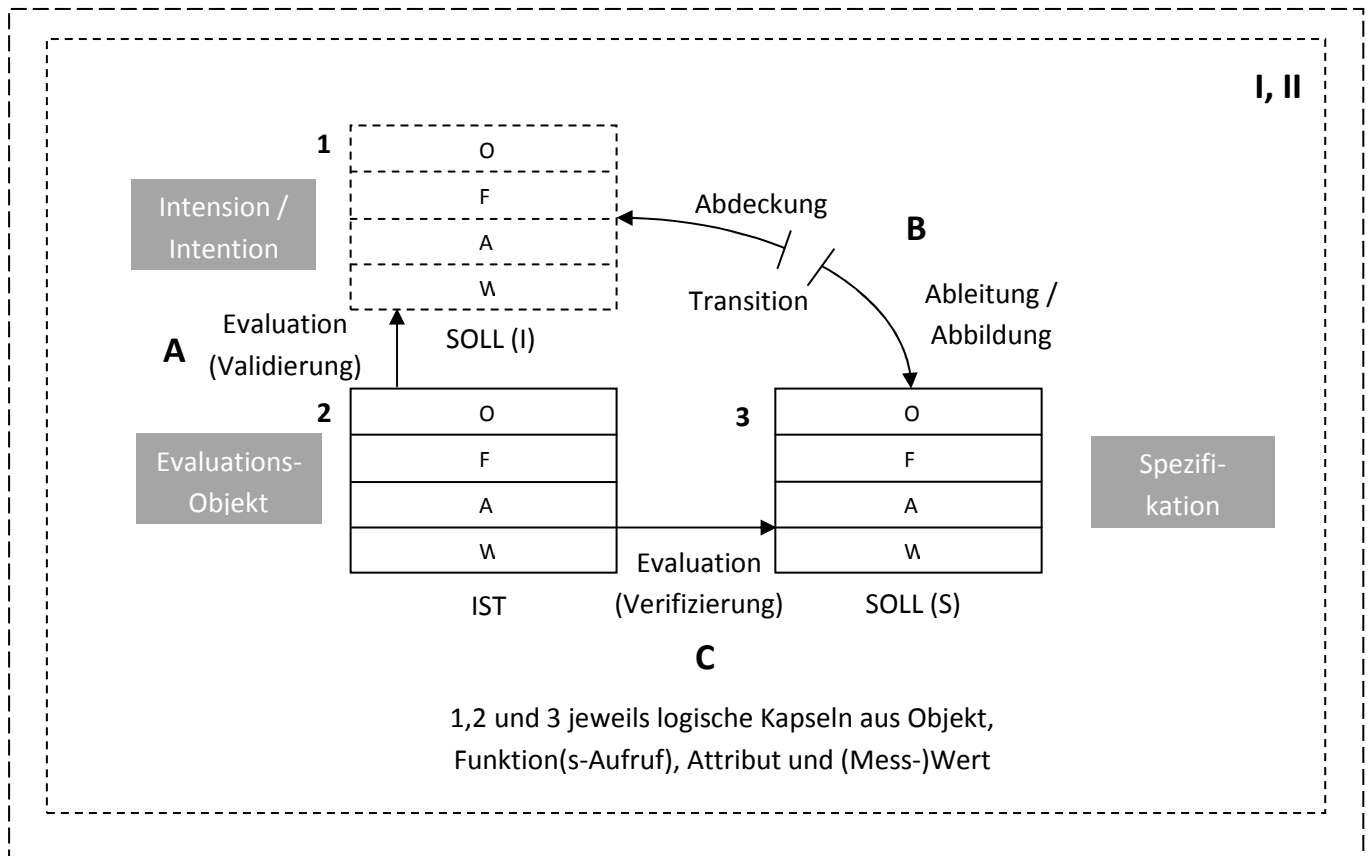 I, II
1
O
F
A
W
SOLL (I)
Intension /
Intention
Abdeckung
B
Transition
Ableitung /
Abbildung
A
Evaluation
(Validierung)
2
O
F
A
W
IST
Evaluations-
Objekt
3
O
F
A
W
SOLL (S)
Spezifi-
kation
Evaluation
(Verifizierung)
C
1,2 und 3 jeweils logische Kapseln aus Objekt,
Funktion(s-Aufruf), Attribut und (Mess-)Wert